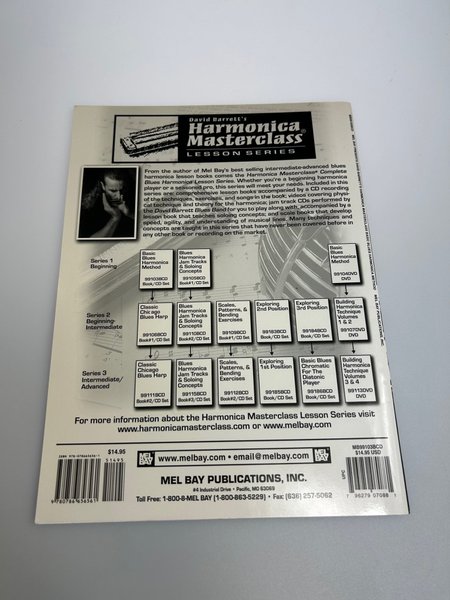 David Barrett's
Harmonica
Masterclass®
LESSON SERIES
From the author of Mel Bay's best selling intermediate-advanced blues
harmonica lesson comes the Harmonica Masterclass® Complete
Blues Harmonica Lesson Series. Whether you're a beginning harmonica
player or a seasoned pro, this series will meet your needs. Included in this
series are: comprehensive lesson books accompanied by a CD recording
of the techniques, exercises, and songs in the book; videos covering physi-
cal technique and theory for the harmonica; jam track CDs performed by
the David Barrett Blues Band for you to play along with, accompanied by a
lesson book that teaches soloing concepts; and scale books that develop
speed, agility, and understanding of musical lines. Many techniques and
concepts are taught in this series that have never been covered before in
any other book or recording on the market.
Series 1
Beginning
Basic
Blues
Harmonica
Method
99103BCD
Book/CD Set
Blues
Harmonica
Jam Tracks
& Soloing
Concepts
99105BCD
Book#1/CD Set
Basic
Blues
Harmonica
Method
99104DVD
DVD
Series 2
Beginning-
Intermediate
Classic
Chicago
Blues Harp
99106BCD
Book#1/CD Set
Blues
Harmonica
Jam Tracks
& Soloing
Concepts
99110BCD
Book#2/CD Set
Scales,
Patterns, &
Bending
Exercises
99109BCD
Book#1/CD Set
Exploring
2nd Position
99183BCD
Book/CD Set
Exploring
3rd Position
99184BCD
Book/CD Set
Building
Harmonica
Technique
Volumes
1 & 2
99107DVD
DVD
Series 3
Intermediate/
Advanced
Classic
Chicago
Blues Harp
99111BCD
Book#2/CD Set
Blues
Harmonica
Jam Tracks
& Soloing
Concepts
99115BCD
Book#3/CD Set
Scales,
Patterns, &
Bending
Exercises
99112BCD
Book#2/CD Set
Exploring
1st Position
99185BCD
Book/CD Set
Basic Blues
Chromatic
For The
Diatonic
Player
99186BCD
Book/CD Set
Building
Harmonica
Technique
Volumes
3 & 4
99113DVD
DVD
For more information about the Harmonica Masterclass Lesson Series visit
www.harmonicamasterclass.com or www.melbay.com.
$14.95
51495
MEL
BAY
www.melbay.com • email@melbay.com
MEL
BAY
MB99103BCD
$14.95 USD
UPC
MEL BAY PUBLICATIONS, INC.
#4 Industrial Drive • Pacific, MO 63069
Toll Free: 1-800-8-MEL BAY (1-800-863-5229) • Fax: (636) 257-5062
9 780786 656561
7 96279 07088